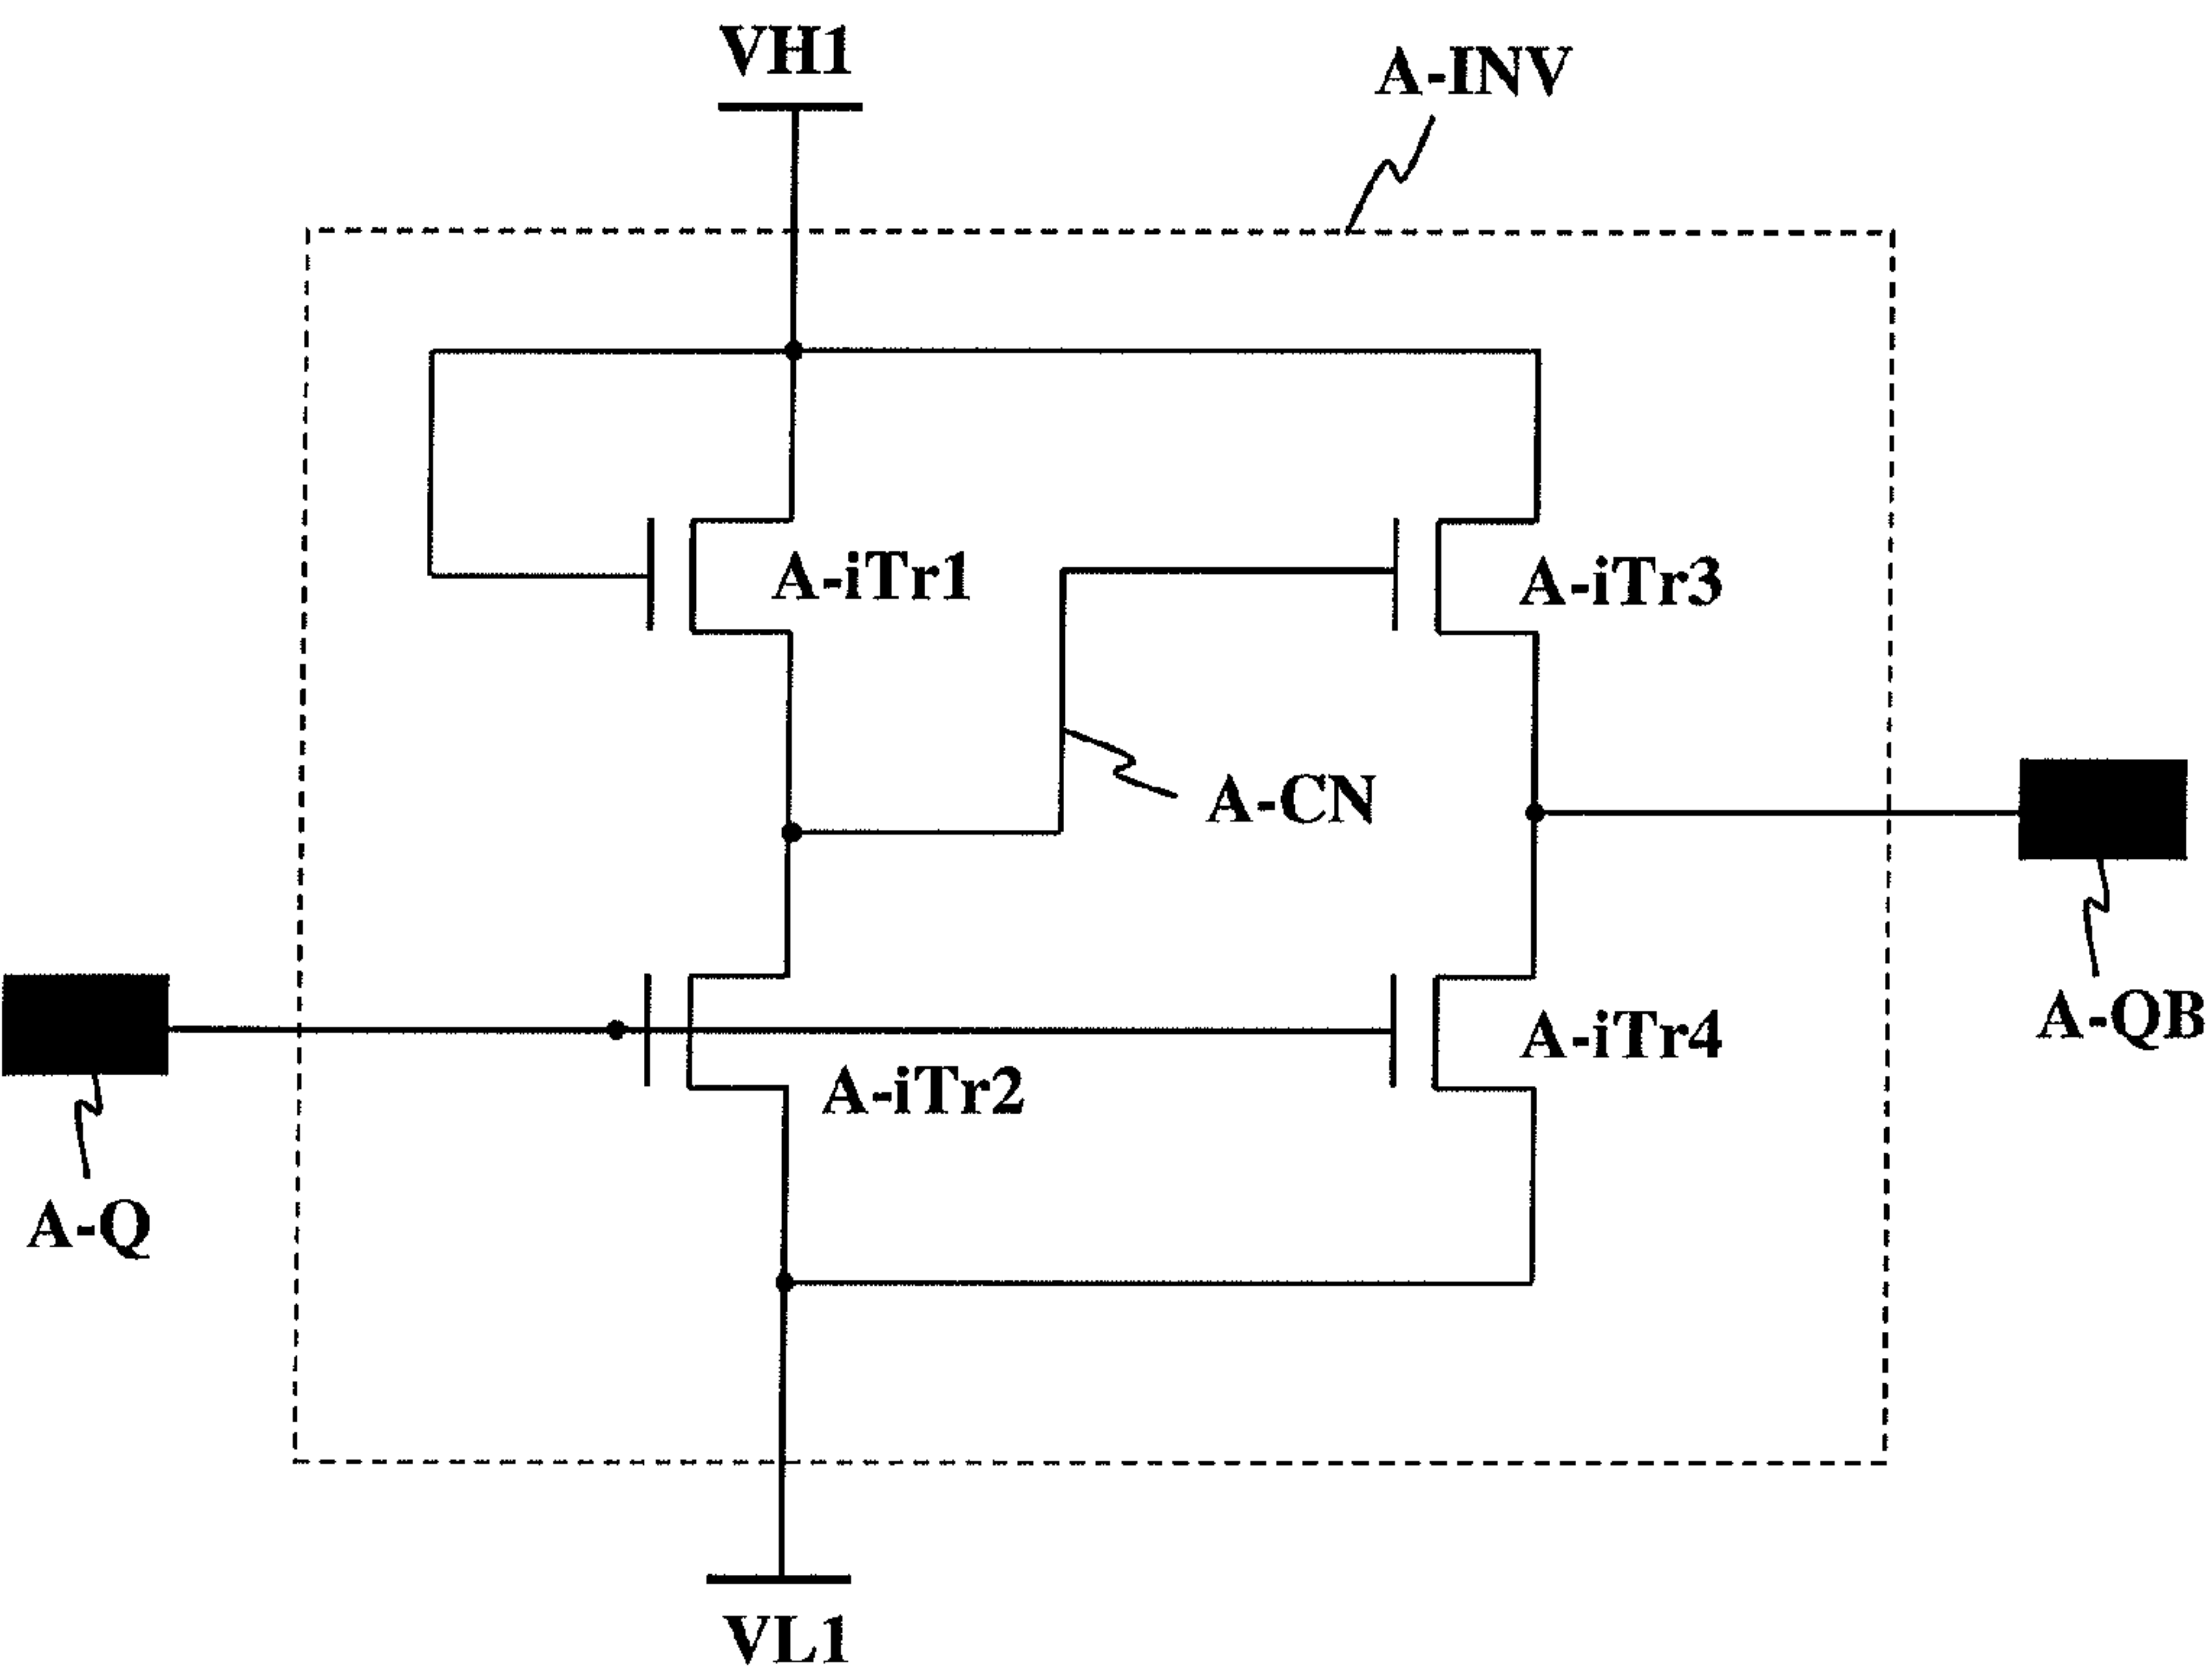 VH1
A-INV
A-iTr1
A-iTr3
A-CN
A-QB
A-iTr4
A-iTr2
A-Q
VL1